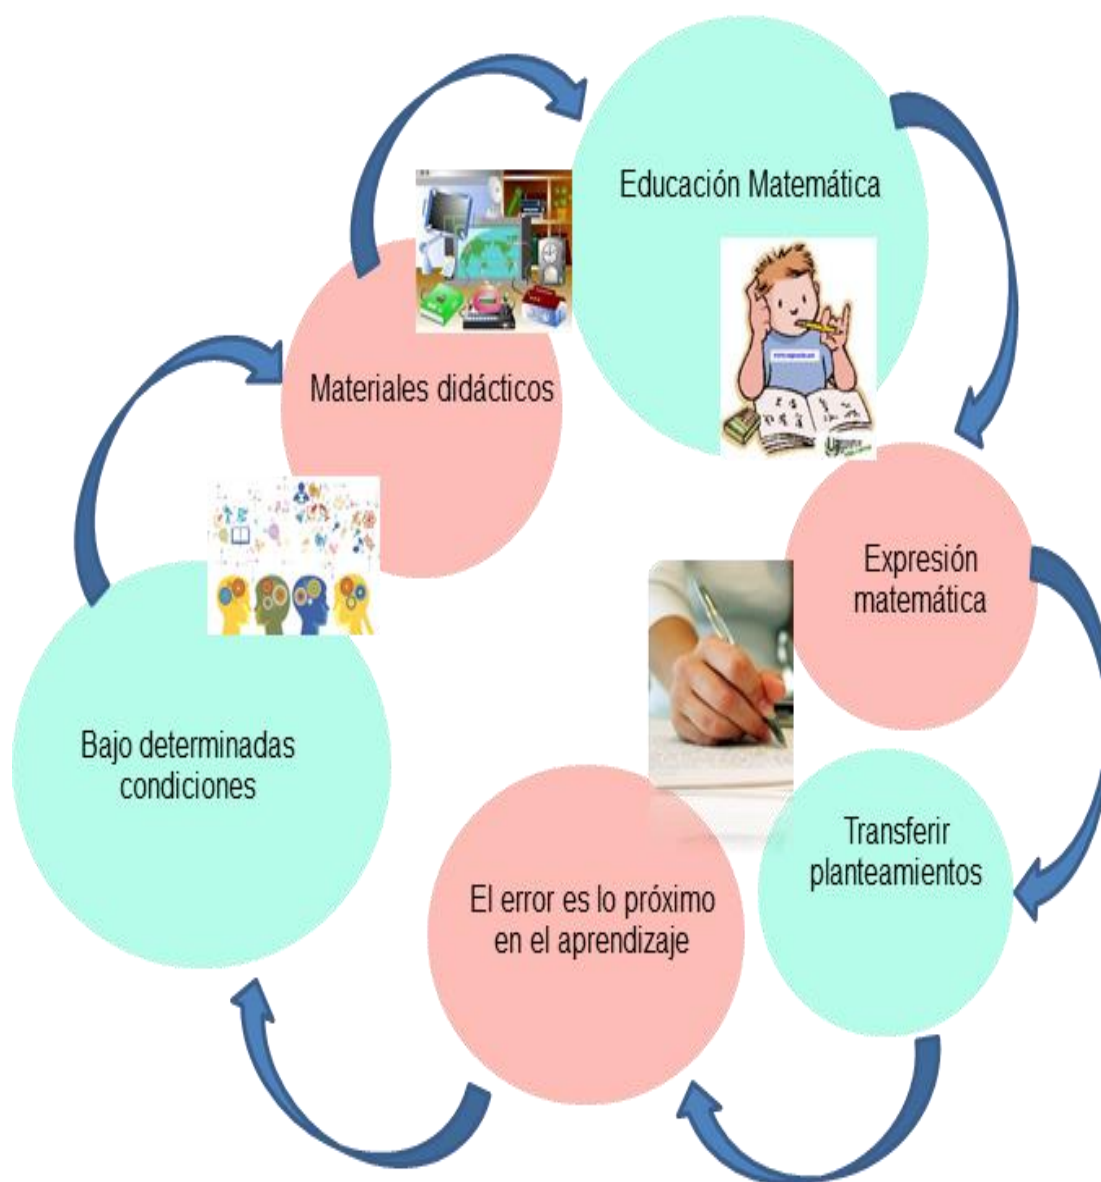 Educación Matemática
Materiales didácticos
Expresión
matemática
Transferir
planteamientos
El error es lo próximo
en el aprendizaje
Bajo determinadas
condiciones